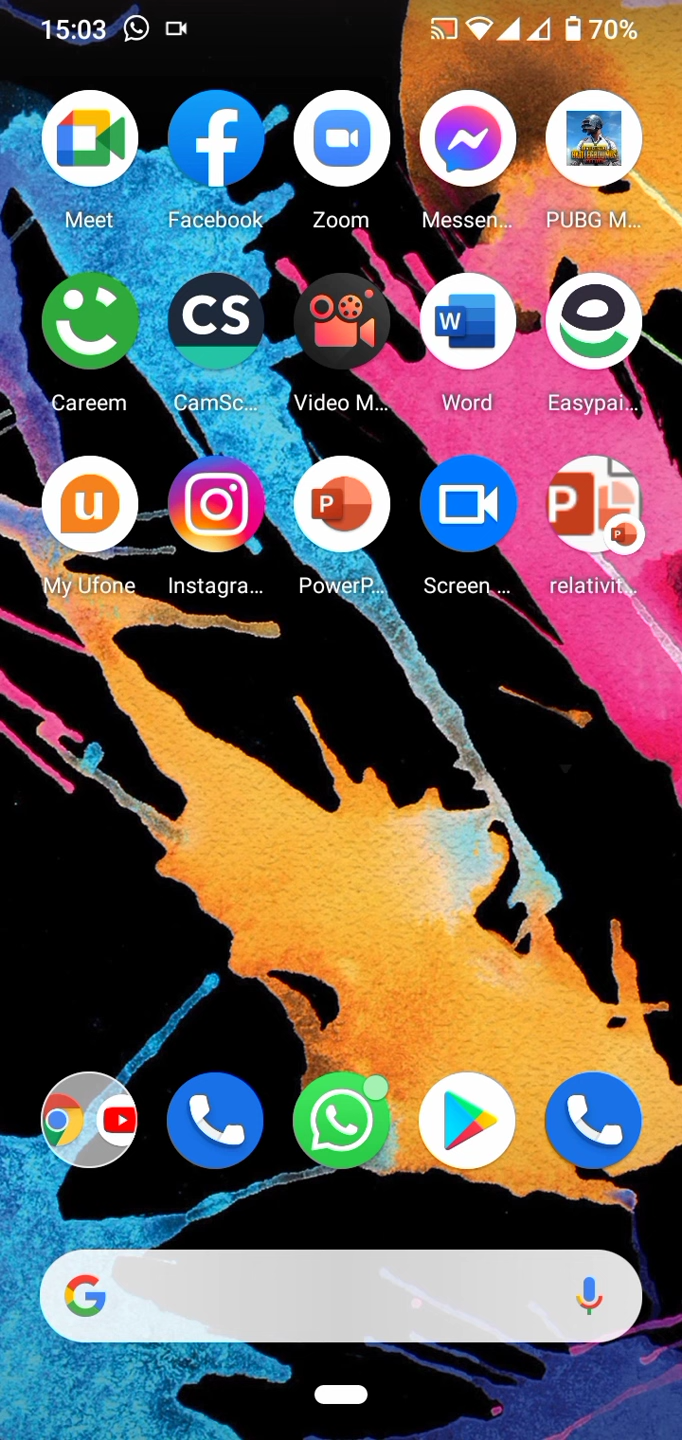 15:03
70%
Meet
Facebook
Zoom
Messen...
PUBG M...
CS
W
Careem
CamSc...
Video M...
Word
Easypai...
u
P
P
My Ufone
Instagra...
PowerP...
Screen ...
relativit...
G